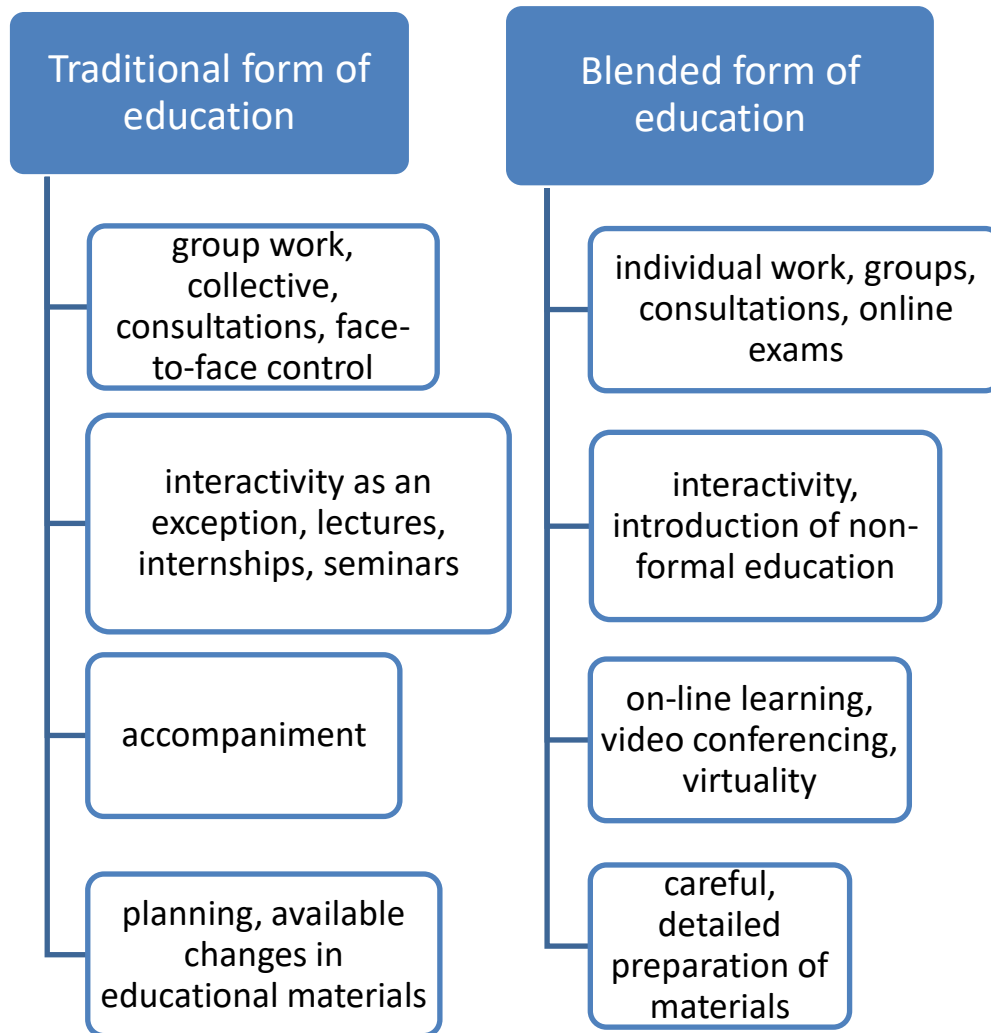 Traditional form of
education
group work,
collective,
consultations, face-
to-face control
interactivity as an
exception, lectures,
internships, seminars
accompaniment
planning, available
changes in
educational materials
Blended form of
education
individual work, groups,
consultations, online
exams
interactivity,
introduction of non-
formal education
on-line learning,
video conferencing,
virtuality
careful,
detailed
preparation of
materials